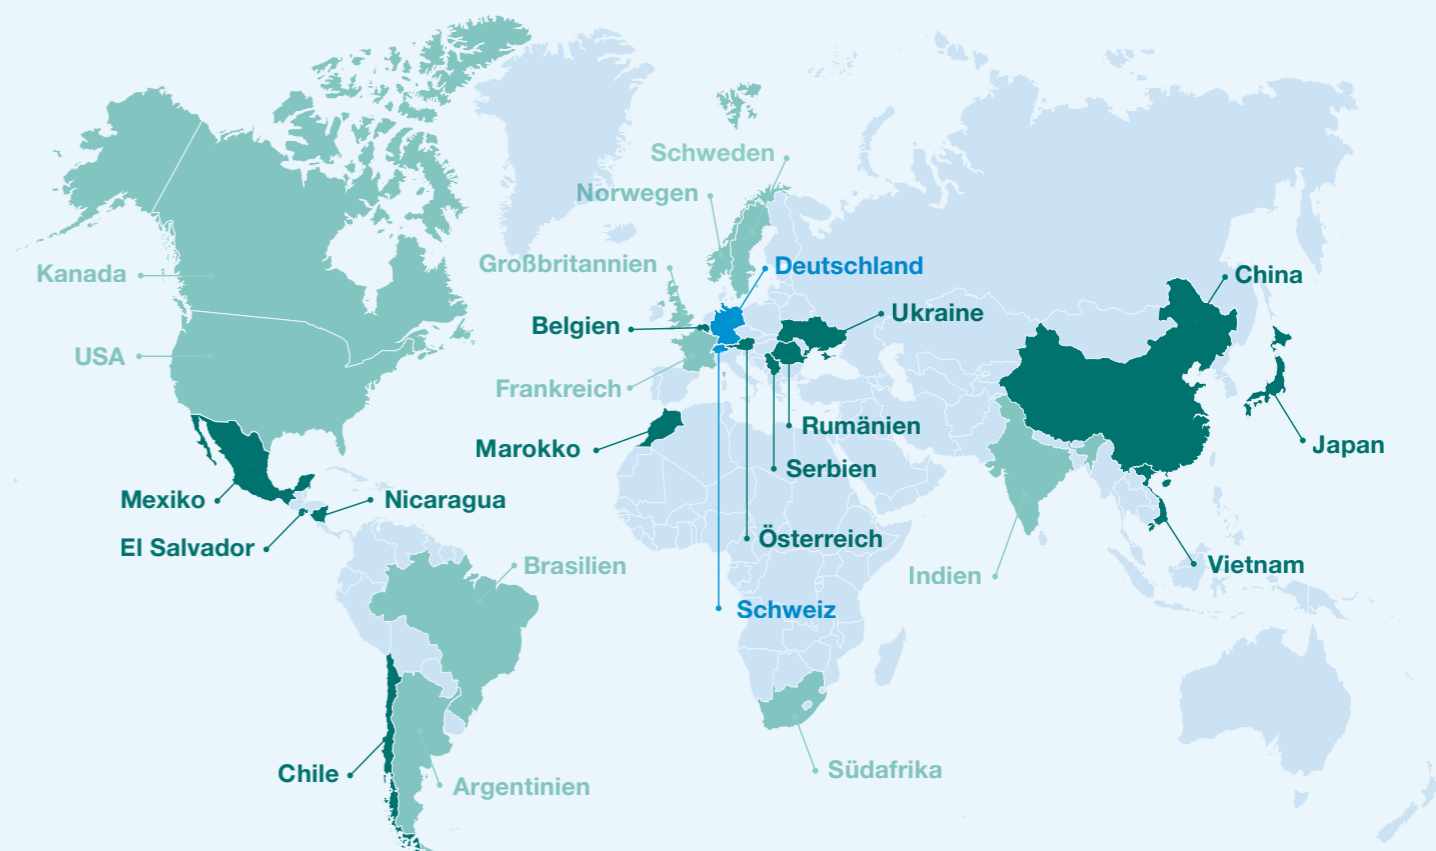 Schweden
Norwegen
Großbritannien
Deutschland
Kanada
China
Belgien
Ukraine
USA
Frankreich
Rumänien
Marokko
Japan
Serbien
Mexiko
Nicaragua
Österreich
El Salvador
Brasilien
Indien
Vietnam
Schweiz
Chile
Südafrika
Argentinien